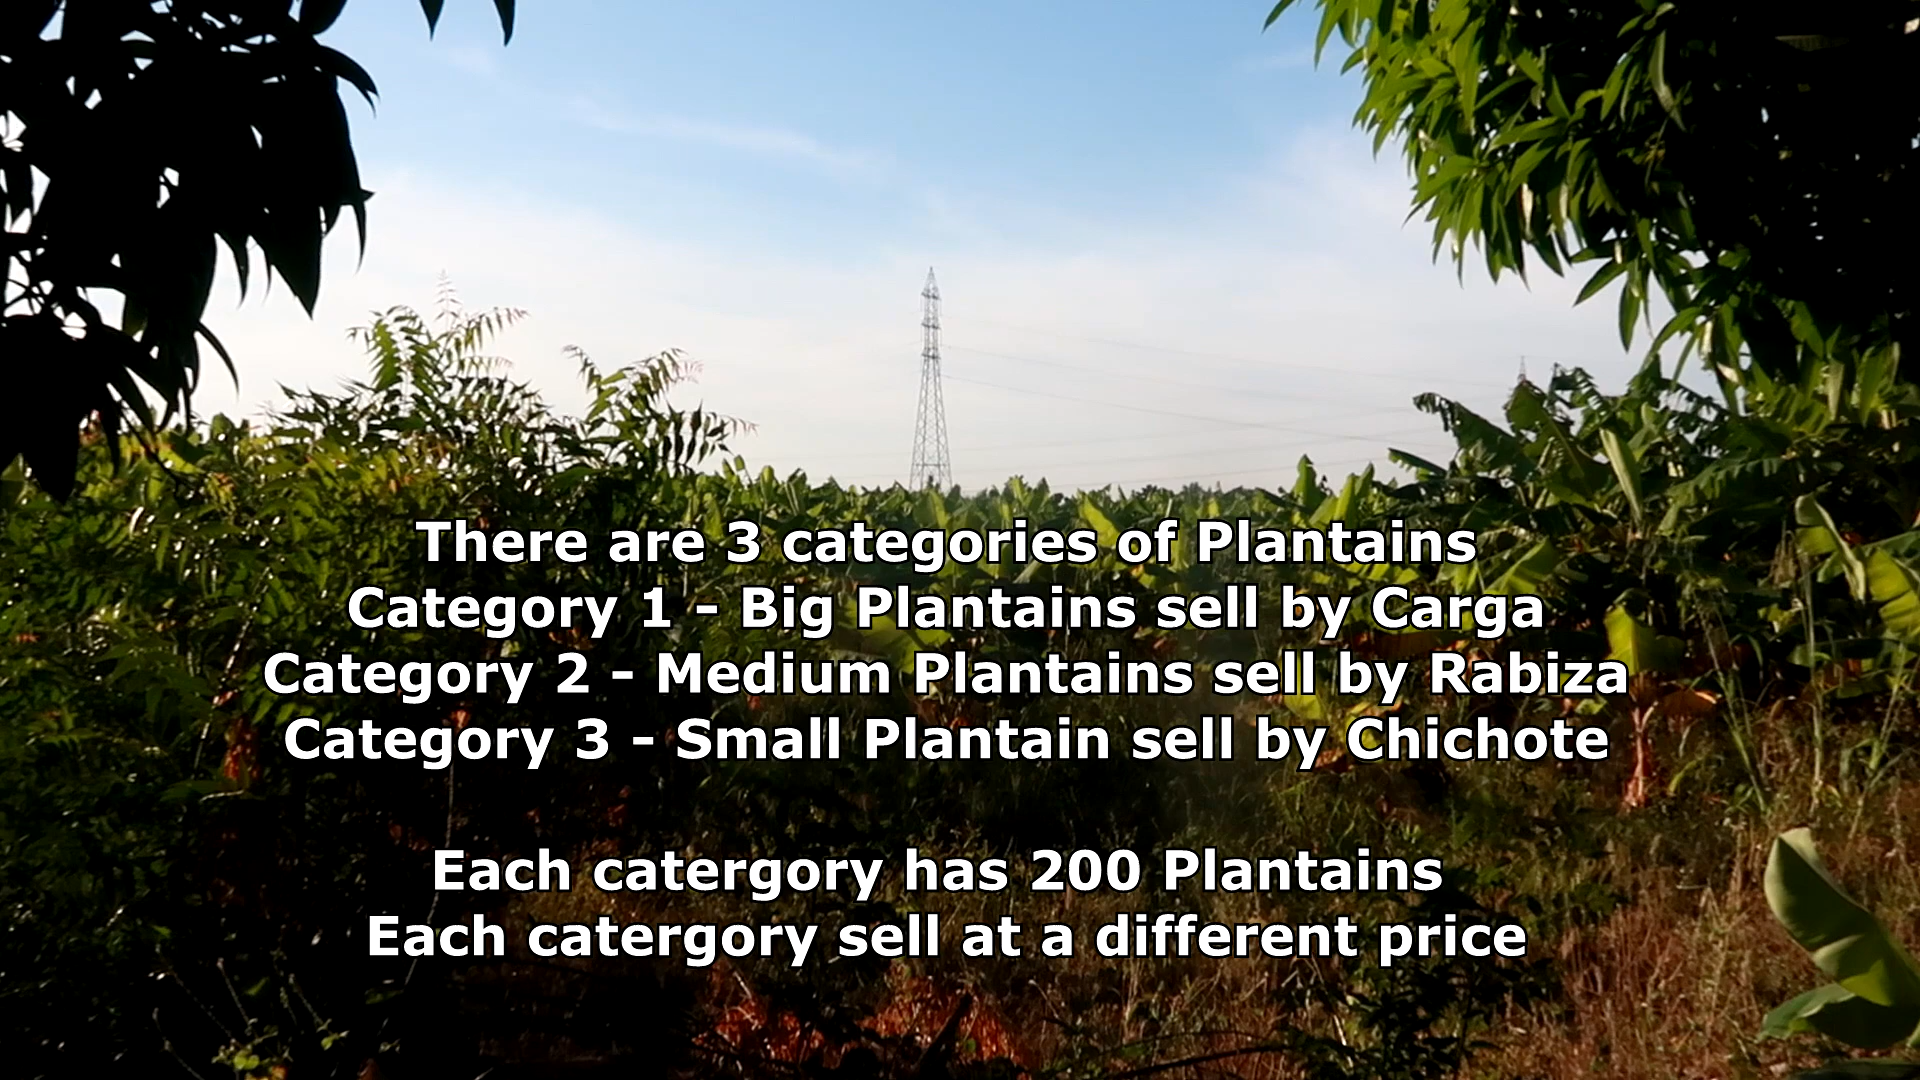 There are 3 categories of Plantains
Category 1 - Big Plantains sell by Carga
Category 2 - Medium Plantains sell by Rabiza
Category 3 - Small Plantain sell by Chichote
Each catergory has 200 Plantains
Each catergory sell at a different price